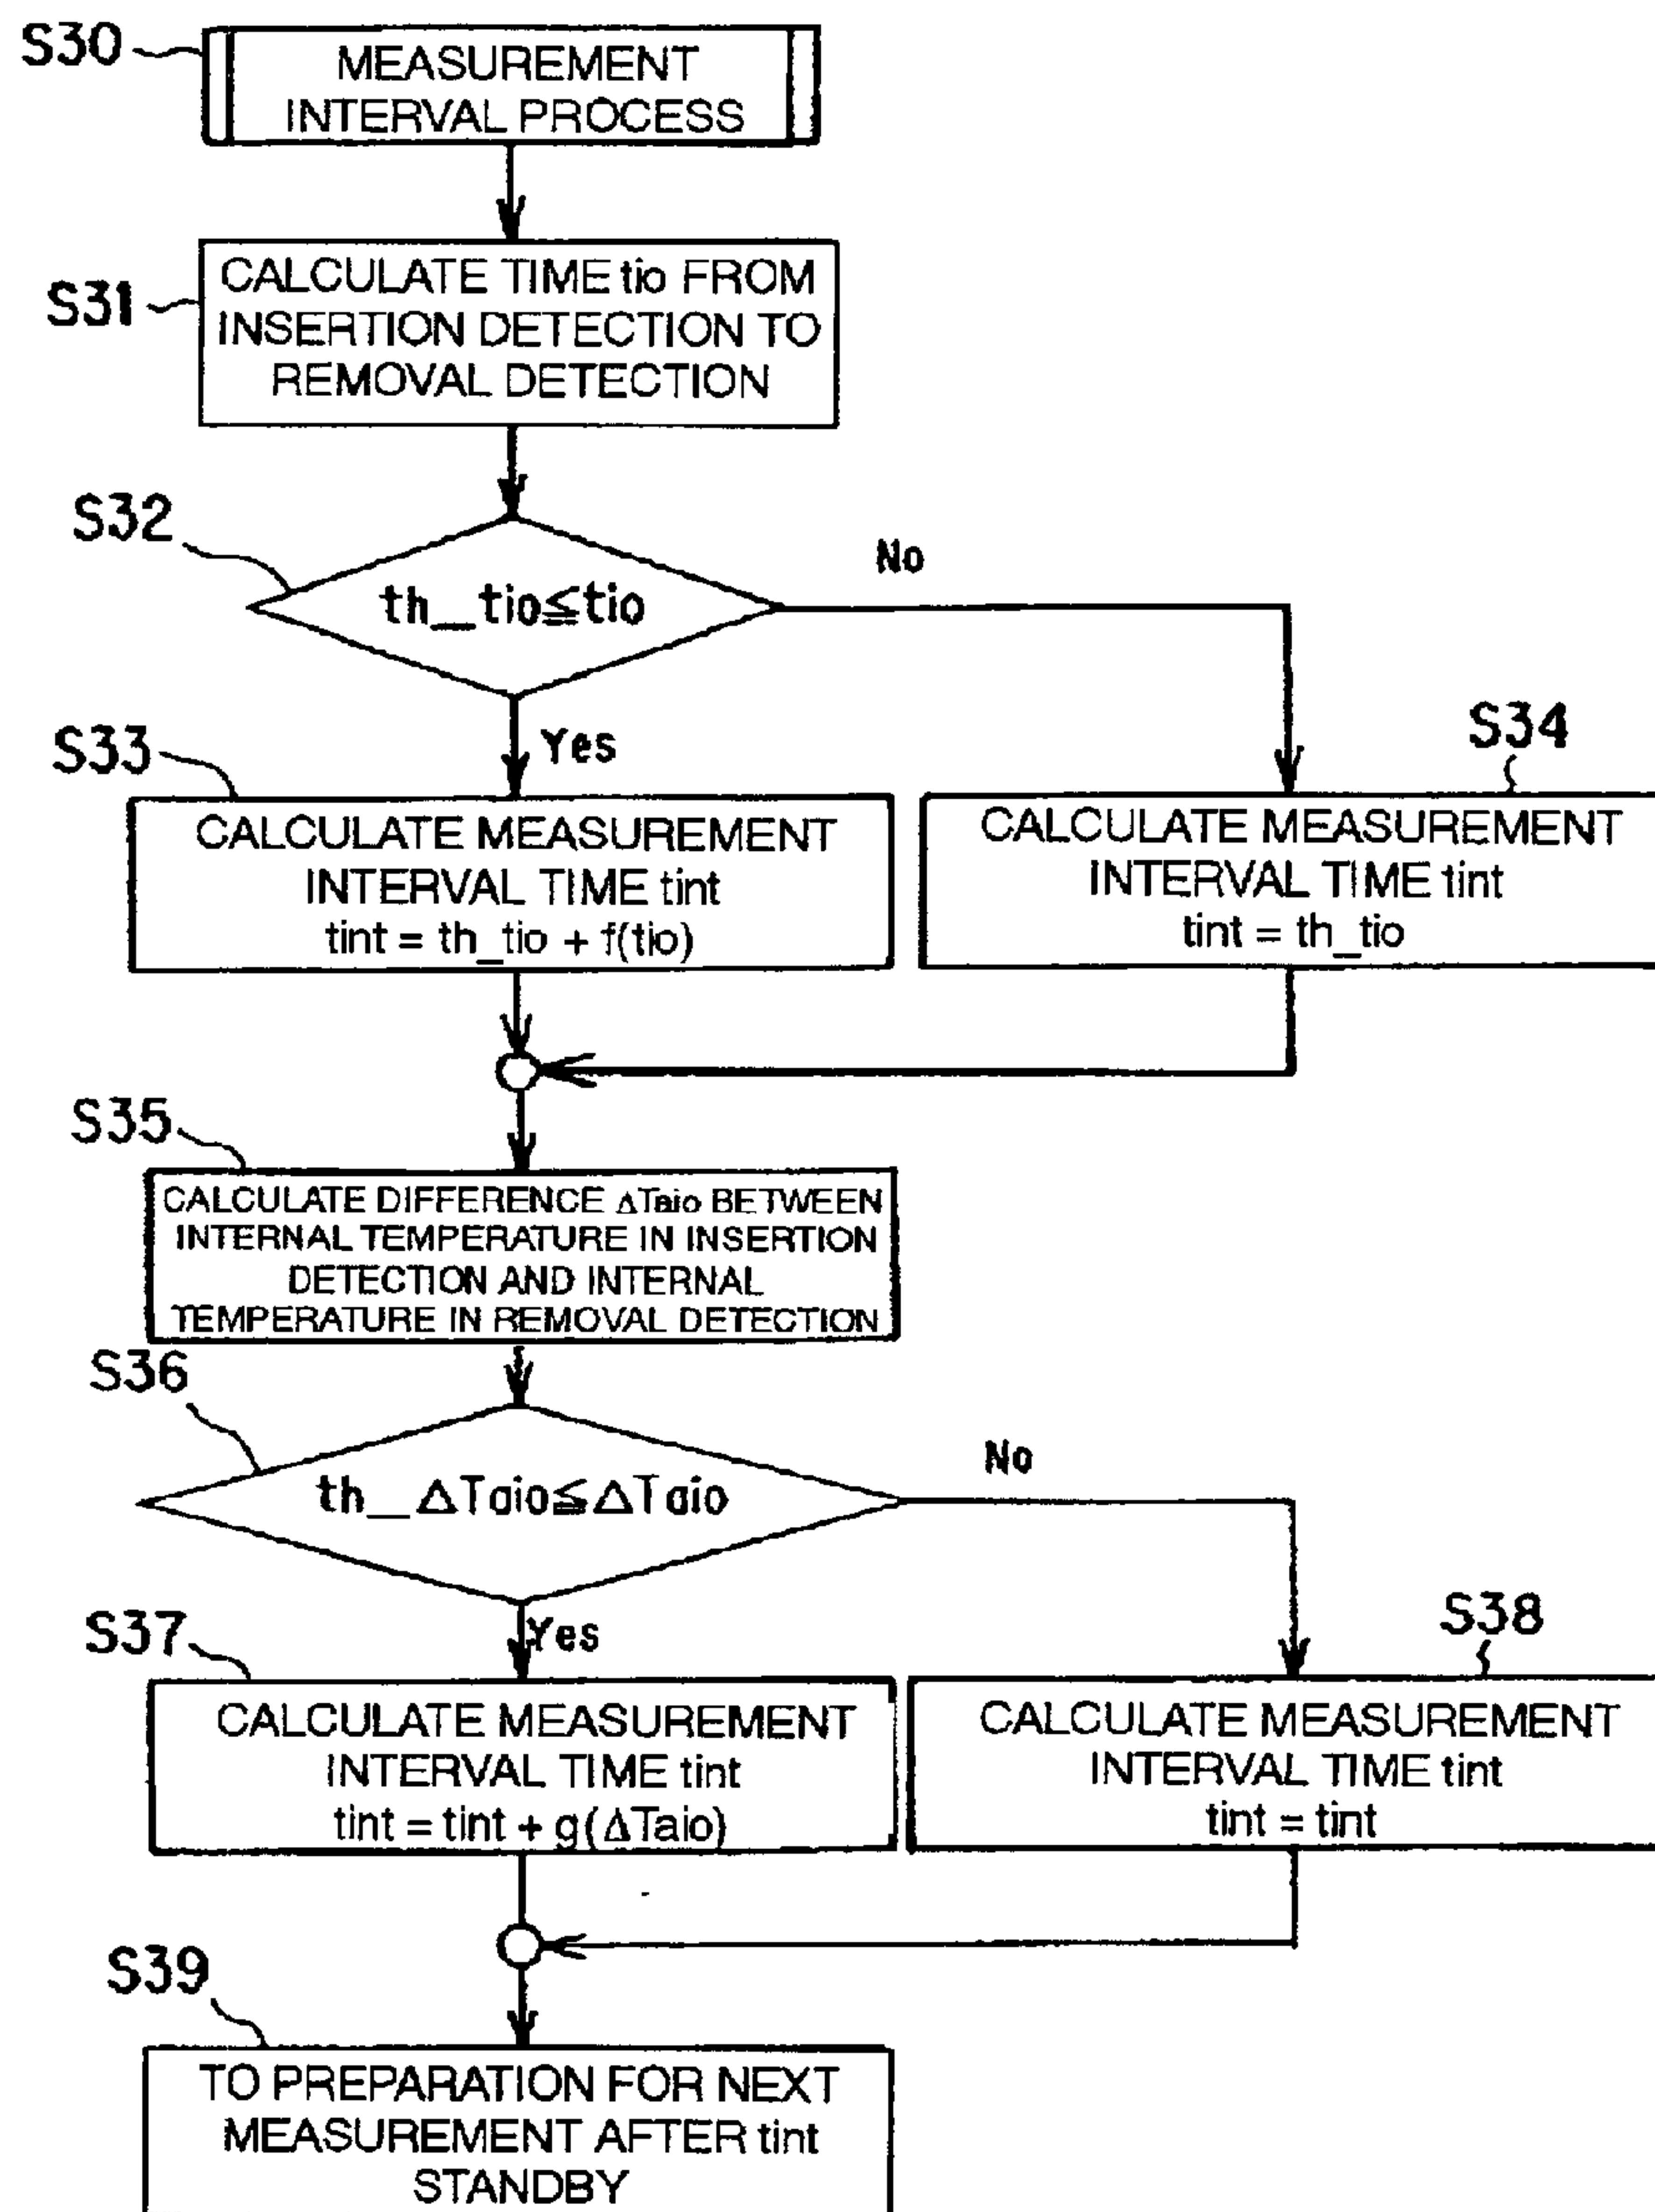 S30
MEASUREMENT
INTERVAL PROCESS
S31
CALCULATE TIME tio FROM
INSERTION DETECTION TO
REMOVAL DETECTION
S32
th_tio≦tio
No
Yes
S33
CALCULATE MEASUREMENT
INTERVAL TIME tint
tint = th_tio + f(tio)
S34
CALCULATE MEASUREMENT
INTERVAL TIME tint
tint = th_tio
S35
CALCULATE DIFFERENCE ΔTaio BETWEEN
INTERNAL TEMPERATURE IN INSERTION
DETECTION AND INTERNAL
TEMPERATURE IN REMOVAL DETECTION
S36
th_ΔTaio≦ΔTaio
No
Yes
S37
CALCULATE MEASUREMENT
INTERVAL TIME tint
tint = tint + g(ΔTaio)
S38
CALCULATE MEASUREMENT
INTERVAL TIME tint
tint = tint
S39
TO PREPARATION FOR NEXT
MEASUREMENT AFTER tint
STANDBY